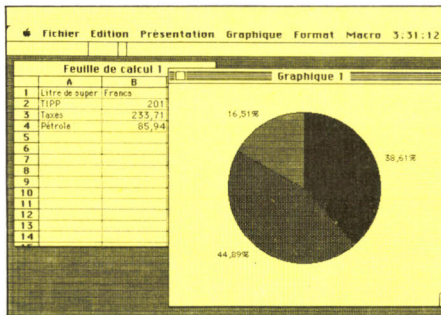 Fichier Edition Présentation Graphique Format Macro 3:31:12
Feuille de calcul 1
A B
1 Litre de super Francs
2 TIPP 201
3 Taxes 233,71
4 Pétrole 85,94
5
6
7
8
9
10
11
12
13
14
Graphique 1
16,51%
38,61%
44,89%